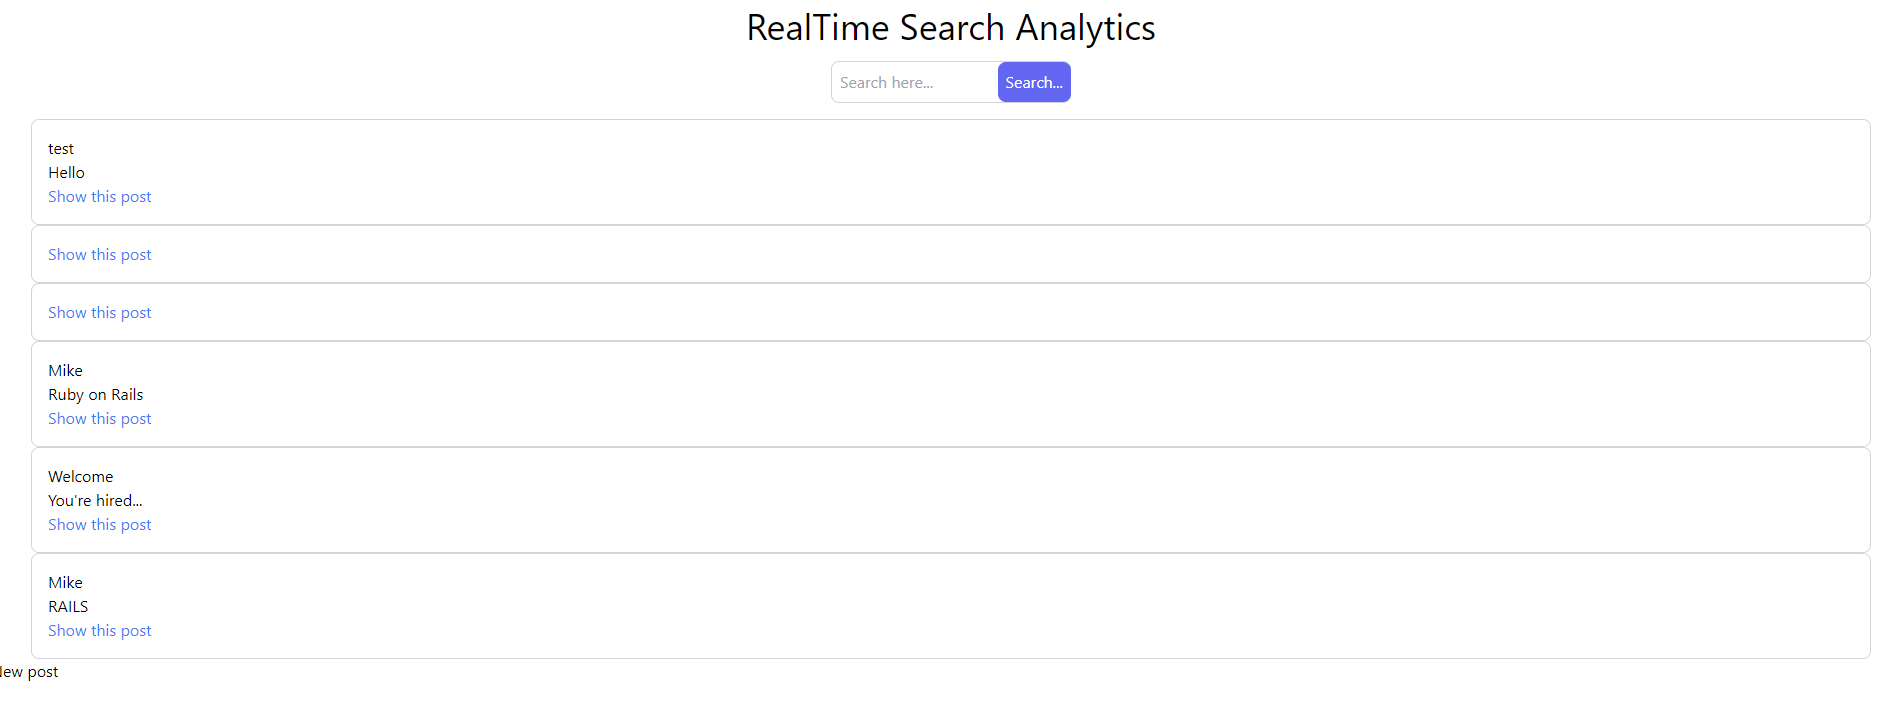 RealTime Search Analytics
Search here...
Search...
test
Hello
Show this post
Show this post
Show this post
Mike
Ruby on Rails
Show this post
Welcome
You're hired...
Show this post
Mike
RAILS
Show this post
New post